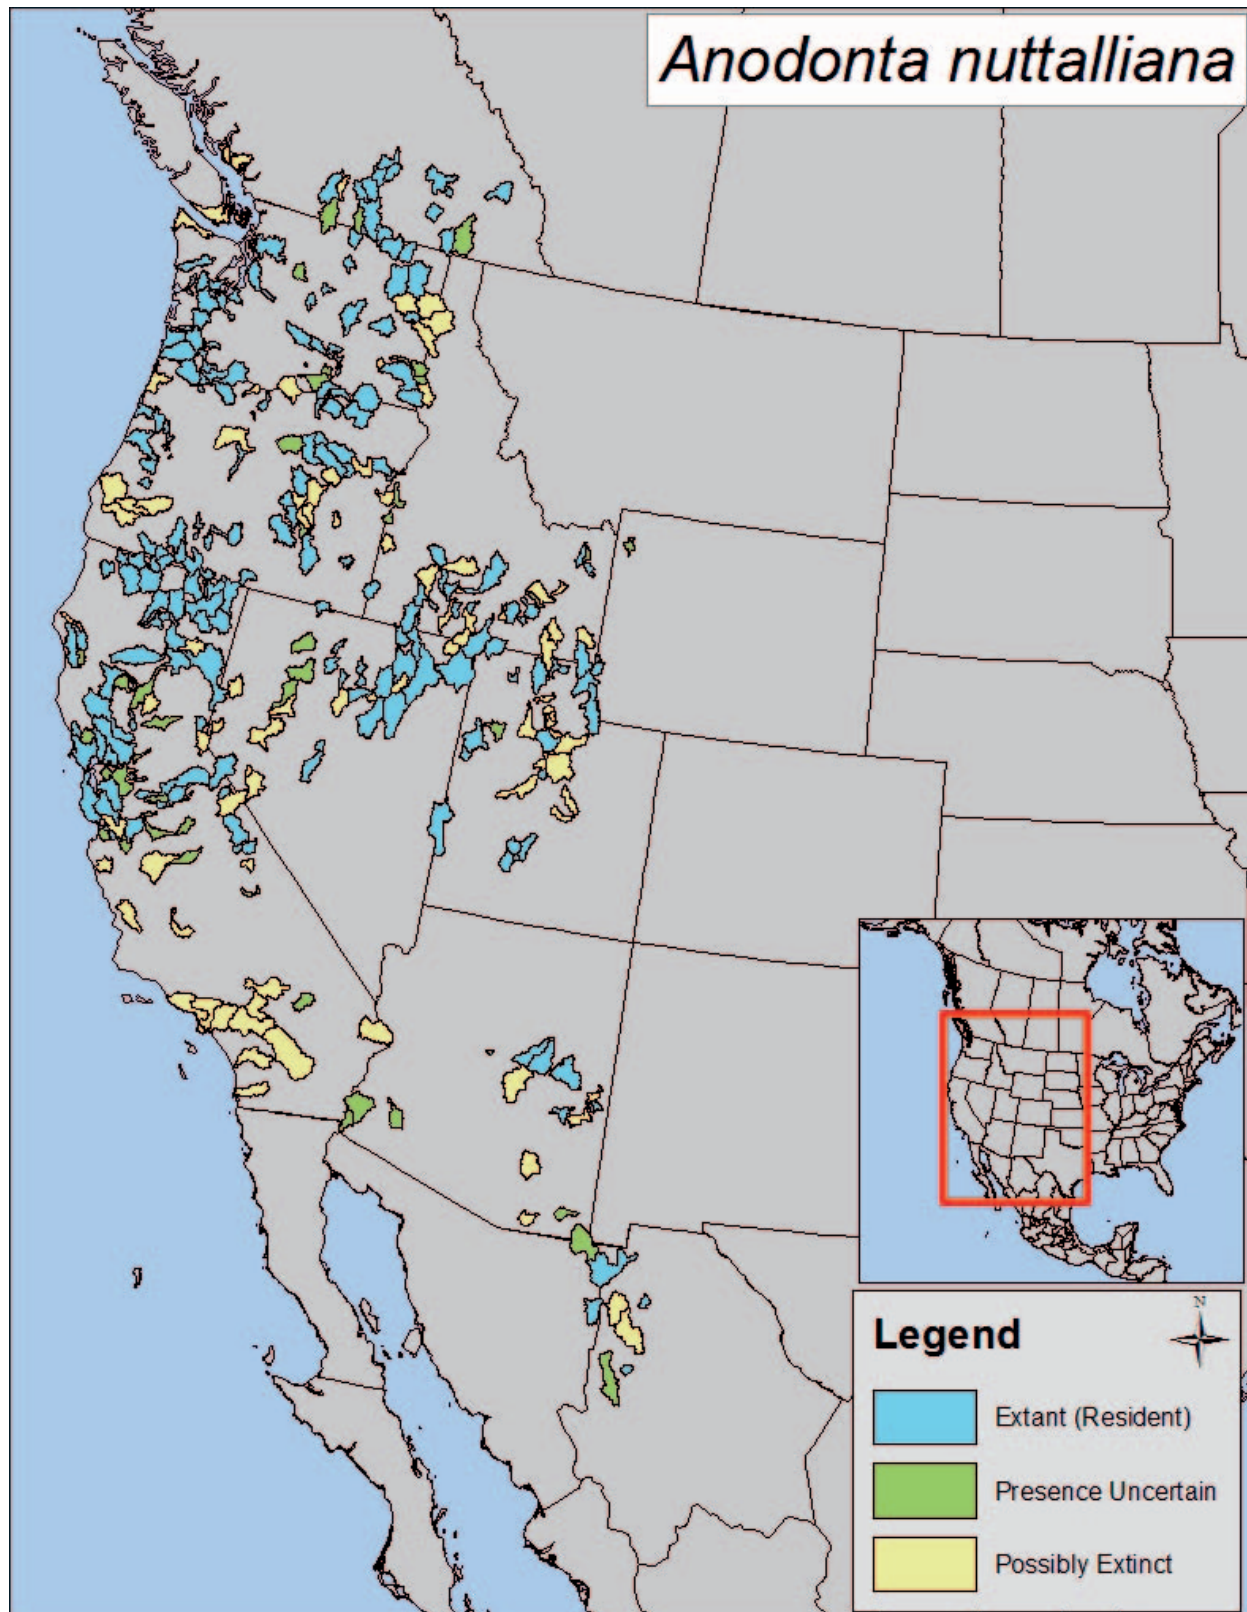 Anodonta nuttalliana
N
Legend
Extant (Resident)
Presence Uncertain
Possibly Extinct